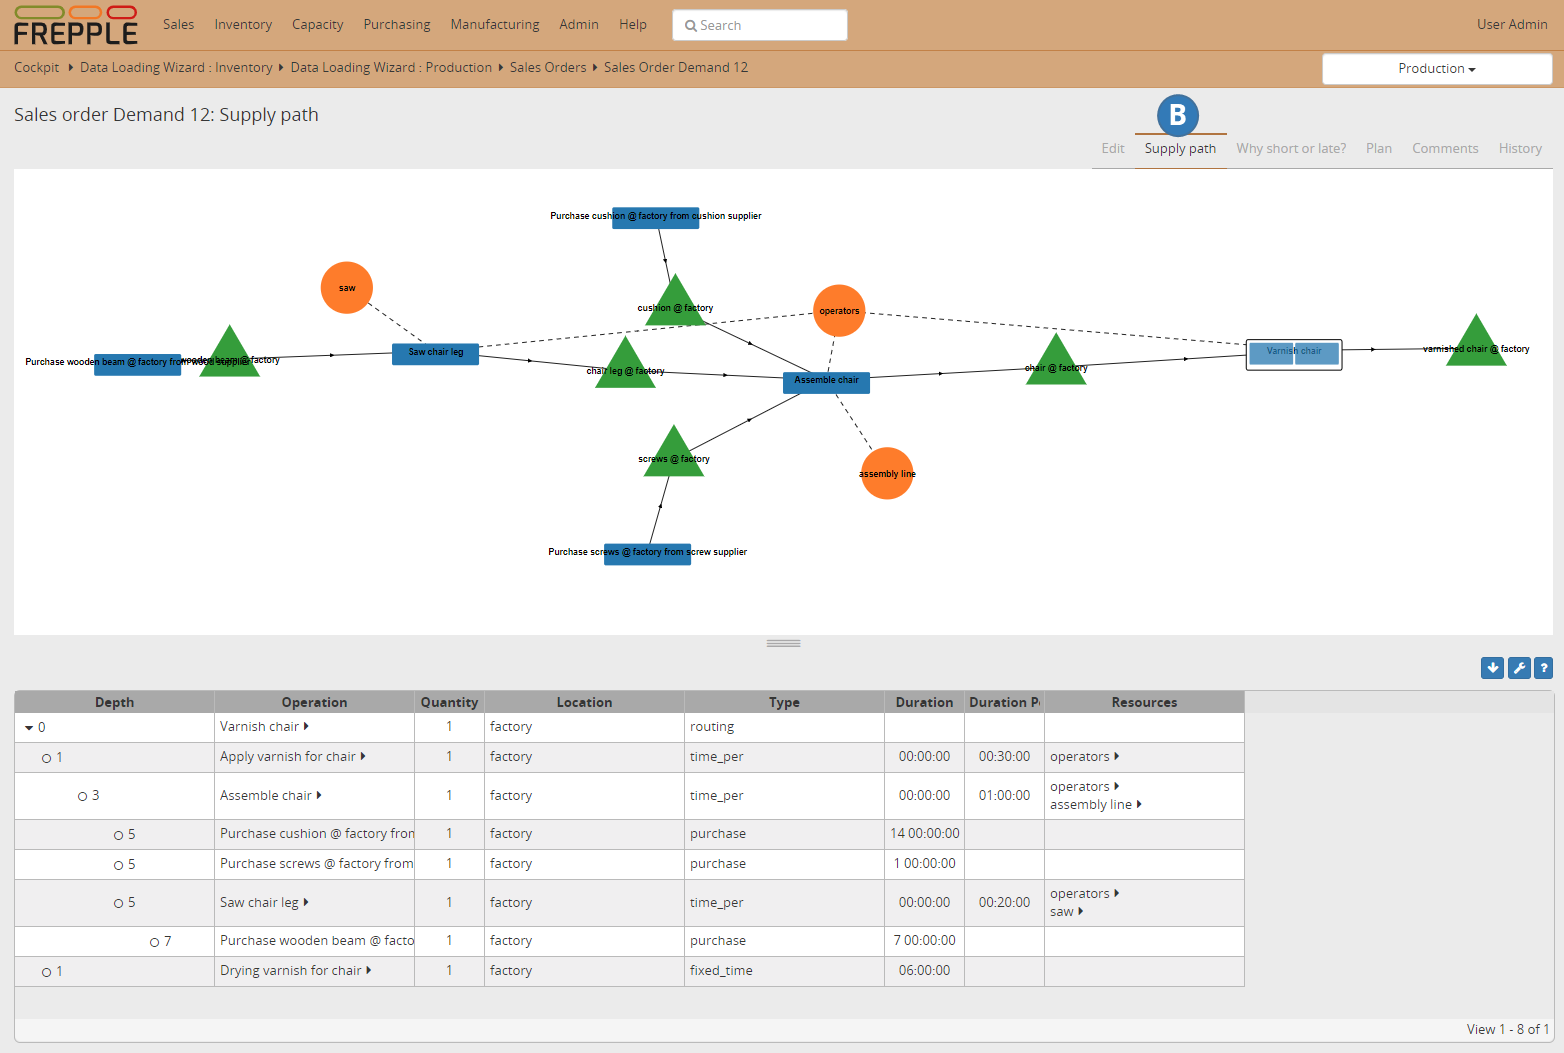 FREPPLE
Sales Inventory Capacity Purchasing Manufacturing Admin Help Search User Admin
Cockpit Data Loading Wizard : Inventory Data Loading Wizard : Production Sales Orders Sales Order Demand 12 Production
Sales order Demand 12: Supply path
B
Edit Supply path Why short or late? Plan Comments History
Purchase cushion @ factory from cushion supplier
saw
cushion @ factory
operators
Saw chair leg
Varnish chair
varnished chair @ factory
Purchase wooden beam @ factory from wood supplier
wooden beam @ factory
chair leg @ factory
chair @ factory
Assemble chair
screws @ factory
assembly line
Purchase screws @ factory from screw supplier
?
Depth Operation Quantity Location Type Duration Duration P Resources
0 Varnish chair 1 factory routing
1 Apply varnish for chair 1 factory time_per 00:00:00 00:30:00 operators
3 Assemble chair 1 factory time_per 00:00:00 01:00:00 operators
assembly line
5 Purchase cushion @ factory fron 1 factory purchase 14 00:00:00
5 Purchase screws @ factory from 1 factory purchase 1 00:00:00
5 Saw chair leg 1 factory time_per 00:00:00 00:20:00 operators
saw
7 Purchase wooden beam @ facto 1 factory purchase 7 00:00:00
1 Drying varnish for chair 1 factory fixed_time 06:00:00
View 1 - 8 of 1